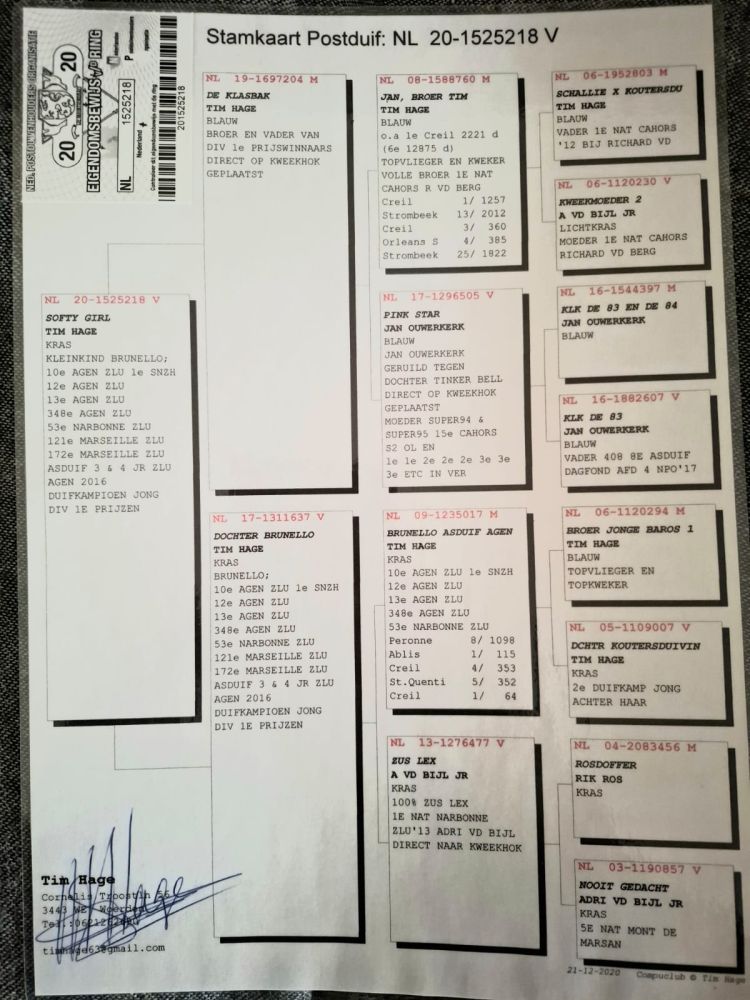 Stamkaart Postduif: NL 20-1525218 V
NED. POSTDUIVENHOUDERS ORGANISATIE
20
20
EIGENDOMSBEWIJS RING
NL
1525218
Nederland
201525218
NL 20-1525218 V
SOFTY GIRL
TIM HAGE
KRAS
KLEINKIND BRUNELLO;
10e AGEN ZLU 1e SNZH
12e AGEN ZLU
13e AGEN ZLU
348e AGEN ZLU
53e NARBONNE ZLU
121e MARSEILLE ZLU
172e MARSEILLE ZLU
ASDUIF 3 & 4 JR ZLU
AGEN 2016
DUIFKAMPIOEN JONG
DIV 1E PRIJZEN
NL 19-1697204 M
DE KLASBAK
TIM HAGE
BLAUW
BROER EN VADER VAN
DIV 1e PRIJSWINNAARS
DIRECT OP KWEEKHOK
GEPLAATST
NL 17-1311637 V
DOCHTER BRUNELLO
TIM HAGE
KRAS
BRUNELLO;
10e AGEN ZLU 1e SNZH
12e AGEN ZLU
13e AGEN ZLU
348e AGEN ZLU
53e NARBONNE ZLU
121e MARSEILLE ZLU
172e MARSEILLE ZLU
ASDUIF 3 & 4 JR ZLU
AGEN 2016
DUIFKAMPIOEN JONG
DIV 1E PRIJZEN
NL 08-1588760 M
JAN, BROER TIM
TIM HAGE
BLAUW
o.a 1e Creil 2221 d
(6e 12875 d)
TOPVLIEGER EN KWEKER
VOLLE BROER 1E NAT
CAHORS R VD BERG
Creil 1/ 1257
Strombeek 13/ 2012
Creil 3/ 360
Orleans S 4/ 385
Strombeek 25/ 1822
NL 17-1296505 V
PINK STAR
JAN OUWERKERK
BLAUW
JAN OUWERKERK
GERUILD TEGEN
DOCHTER TINKER BELL
DIRECT OP KWEEKHOK
GEPLAATST
MOEDER SUPER94 &
SUPER95 15e CAHORS
S2 OL EN
1e 1e 2e 2e 2e 3e 3e
3e ETC IN VER
NL 09-1235017 M
BRUNELLO ASDUIF AGEN
TIM HAGE
KRAS
10e AGEN ZLU 1e SNZH
12e AGEN ZLU
13e AGEN ZLU
348e AGEN ZLU
53e NARBONNE ZLU
Peronne 8/ 1098
Ablis 1/ 115
Creil 4/ 353
St.Quenti 5/ 352
Creil 1/ 64
NL 13-1276477 V
ZUS LEX
A VD BIJL JR
KRAS
100% ZUS LEX
1E NAT NARBONNE
ZLU'13 ADRI VD BIJL
DIRECT NAAR KWEEKHOK
NL 06-1952803 M
SCHALLIE X KOUTERSDU
TIM HAGE
BLAUW
VADER 1E NAT CAHORS
'12 BIJ RICHARD VD
NL 06-1120230 V
KWEEKMOEDER 2
A VD BIJL JR
LICHTKRAS
MOEDER 1E NAT CAHORS
RICHARD VD BERG
NL 16-1544397 M
KLK DE 83 EN DE 84
JAN OUWERKERK
BLAUW
NL 16-1882607 V
KLK DE 83
JAN OUWERKERK
BLAUW
VADER 408 8E ASDUIF
DAGFOND AFD 4 NPO'17
NL 06-1120294 M
BROER JONGE BAROS 1
TIM HAGE
BLAUW
TOPVLIEGER EN
TOPKWEKER
NL 05-1109007 V
DCHTR KOUTERSDUIVIN
TIM HAGE
KRAS
2e DUIFKAMP JONG
ACHTER HAAR
NL 04-2083456 M
ROSDOFFER
RIK ROS
KRAS
NL 03-1190857 V
NOOIT GEDACHT
ADRI VD BIJL JR
KRAS
5E NAT MONT DE
MARSAN
Tim Hage
Cornelis Troostln 56
3443 Woerden
21-12-2020 Compuclub © Tim Hage